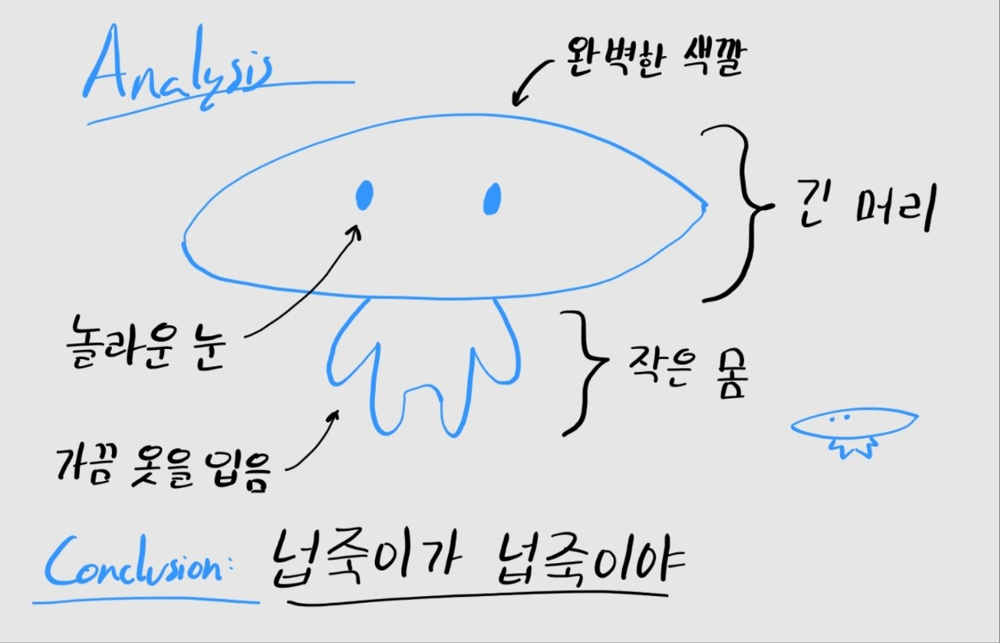 Analysis
완벽한 색깔
긴 머리
놀라운 눈
작은 몸
가끔 옷을 입음
Conclusion: 넙죽이가 넙죽이야